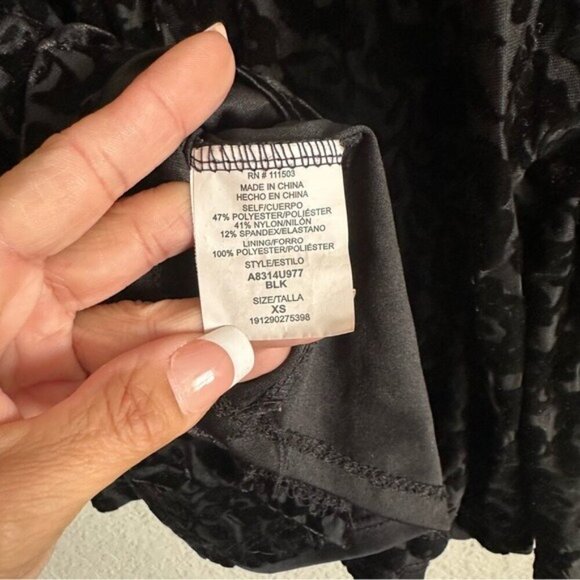 RN # 111503
MADE IN CHINA
HECHO EN CHINA
SELF/CUERPO
47% POLYESTER/POLIÉSTER
41% NYLON/NILÓN
12% SPANDEX/ELASTANO
LINING/FORRO
100% POLYESTER/POLIÉSTER
STYLE/ESTILO
A8314U977
BLK
SIZE/TALLA
XS
191290275398